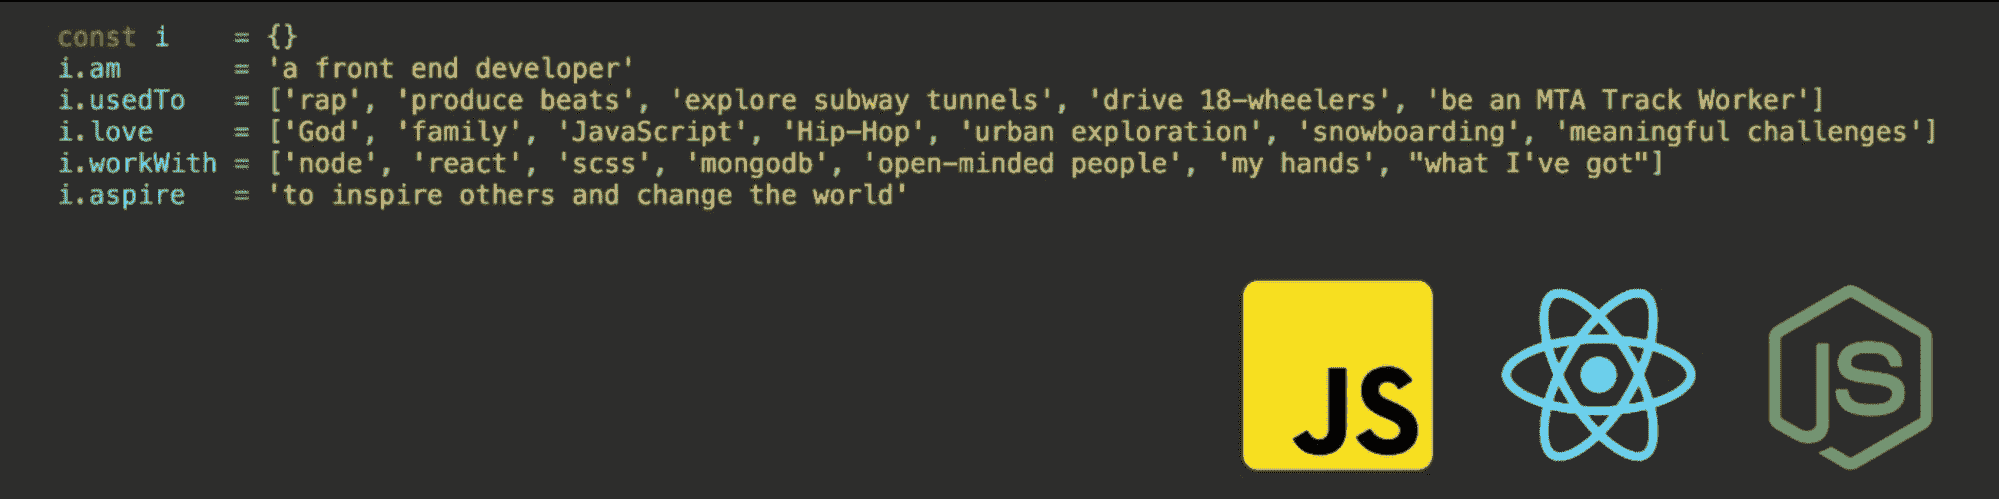 const i    = {}
i.am       = 'a front end developer'
i.usedTo   = ['rap', 'produce beats', 'explore subway tunnels', 'drive 18-wheelers', 'be an MTA Track Worker']
i.love     = ['God', 'family', 'JavaScript', 'Hip-Hop', 'urban exploration', 'snowboarding', 'meaningful challenges']
i.workWith = ['node', 'react', 'scss', 'mongodb', 'open-minded people', 'my hands', "what I've got"]
i.aspire   = 'to inspire others and change the world'
JS
JS